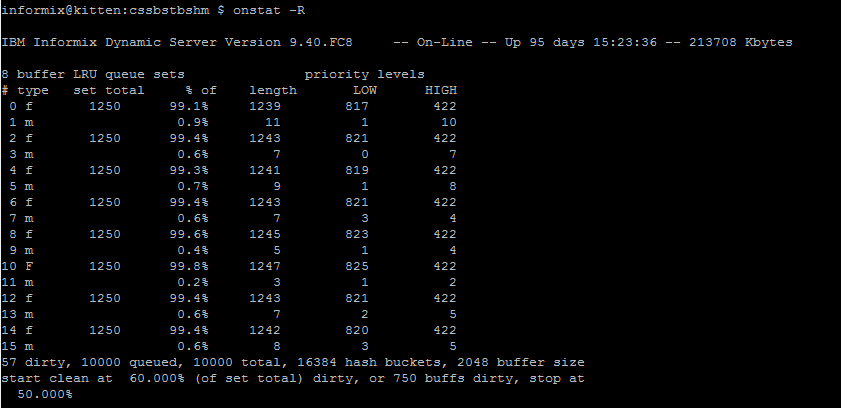 informix@kitten:cssbstbshm $ onstat -R
IBM Informix Dynamic Server Version 9.40.FC8     -- On-Line -- Up 95 days 15:23:36 -- 213708 Kbytes
8 buffer LRU queue sets               priority levels
# type   set total     % of    length       LOW      HIGH
0 f       1250      99.1%     1239       817       422
1 m                 0.9%       11         1        10
2 f       1250      99.4%     1243       821       422
3 m                 0.6%        7         0         7
4 f       1250      99.3%     1241       819       422
5 m                 0.7%        9         1         8
6 f       1250      99.4%     1243       821       422
7 m                 0.6%        7         3         4
8 f       1250      99.6%     1245       823       422
9 m                 0.4%        5         1         4
10 F       1250      99.8%     1247       825       422
11 m                 0.2%        3         1         2
12 f       1250      99.4%     1243       821       422
13 m                 0.6%        7         2         5
14 f       1250      99.4%     1242       820       422
15 m                 0.6%        8         3         5
57 dirty, 10000 queued, 10000 total, 16384 hash buckets, 2048 buffer size
start clean at  60.000% (of set total) dirty, or 750 buffs dirty, stop at
50.000%